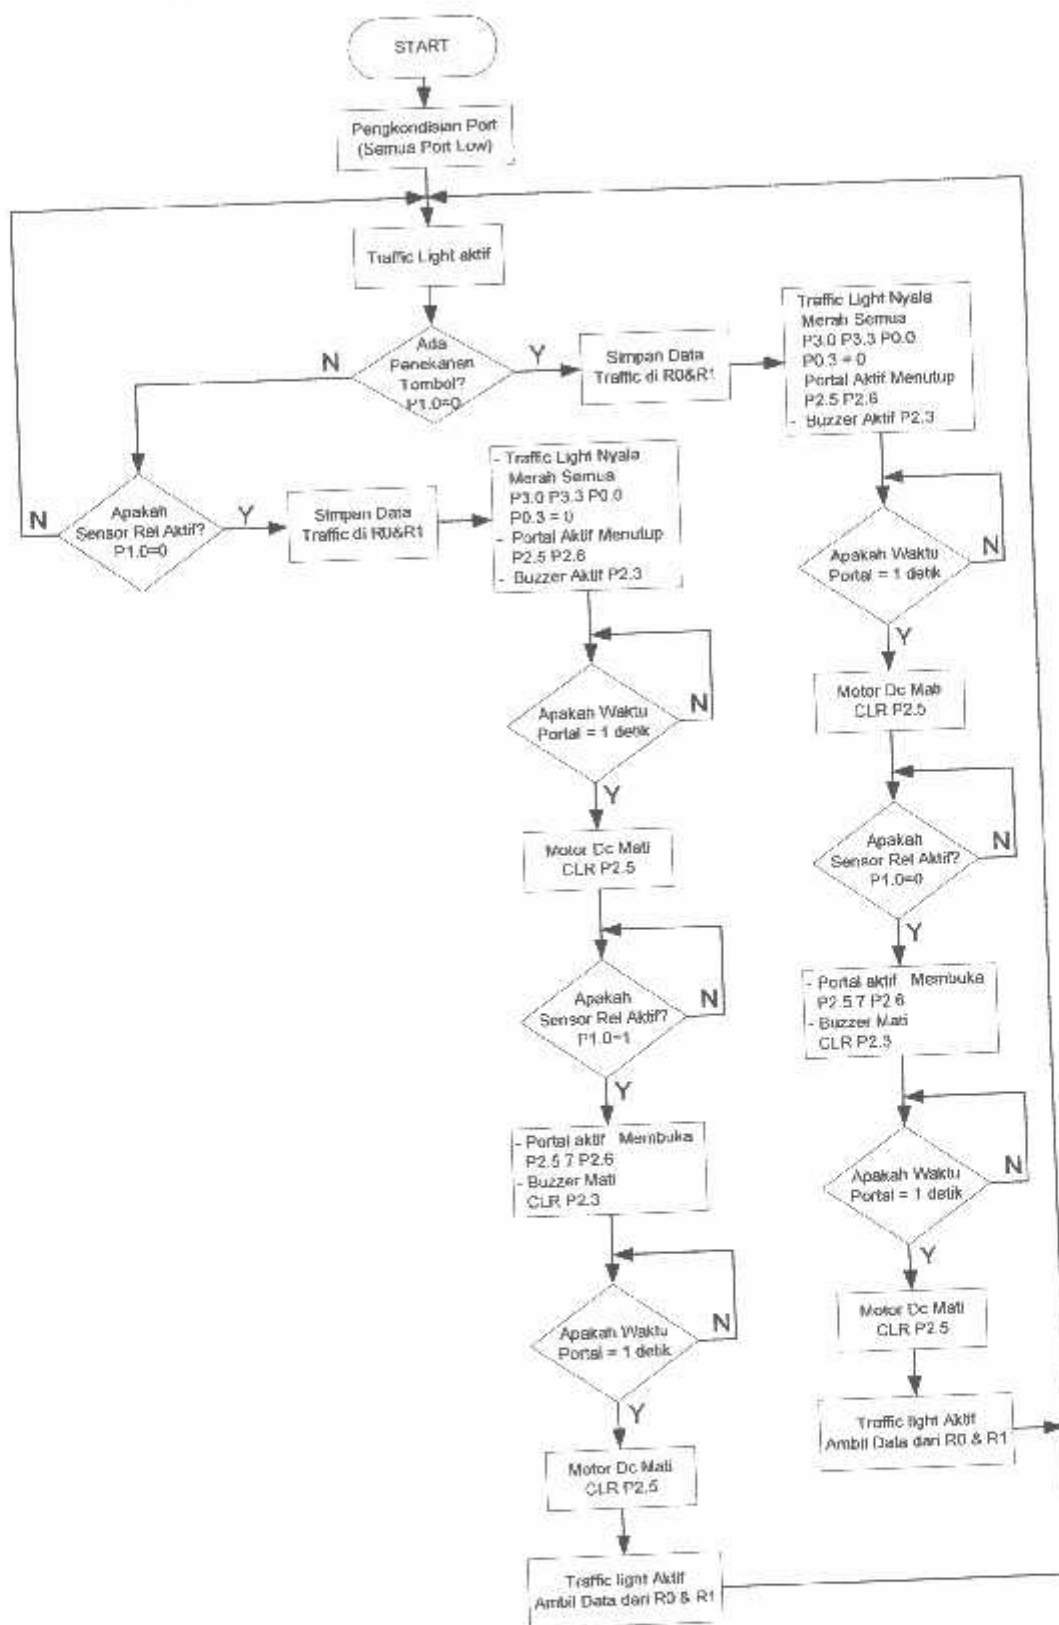 START
Pengkondisian Port
(Semua Port Low)
Traffic Light aktif
Ada
Penekanan
Tombol?
P1.0=0
N
Y
Simpan Data
Traffic di R0&R1
Traffic Light Nyala
Merah Semua
P3.0 P3.3 P0.0
P0.3 = 0
Portal Aktif Menutup
P2.5 P2.6
- Buzzer Aktif P2.3
Apakah
Sensor Rel Aktif?
P1.0=0
N
Y
Simpan Data
Traffic di R0&R1
- Traffic Light Nyala
Merah Semua
P3.0 P3.3 P0.0
P0.3 = 0
- Portal Aktif Menutup
P2.5 P2.6
- Buzzer Aktif P2.3
Apakah Waktu
Portal = 1 detik
N
Y
Motor Dc Mati
CLR P2.5
Apakah
Sensor Rel Aktif?
P1.0=1
N
Y
- Portal aktif Membuka
P2.5 7 P2.6
- Buzzer Mati
CLR P2.3
Apakah Waktu
Portal = 1 detik
N
Y
Motor Dc Mati
CLR P2.5
Traffic light Aktif
Ambil Data dari R0 & R1
Apakah Waktu
Portal = 1 detik
N
Y
Motor Dc Mati
CLR P2.5
Apakah
Sensor Rel Aktif?
P1.0=0
N
Y
- Portal aktif Membuka
P2.5 7 P2.6
- Buzzer Mati
CLR P2.3
Apakah Waktu
Portal = 1 detik
N
Y
Motor Dc Mati
CLR P2.5
Traffic light Aktif
Ambil Data dari R0 & R1